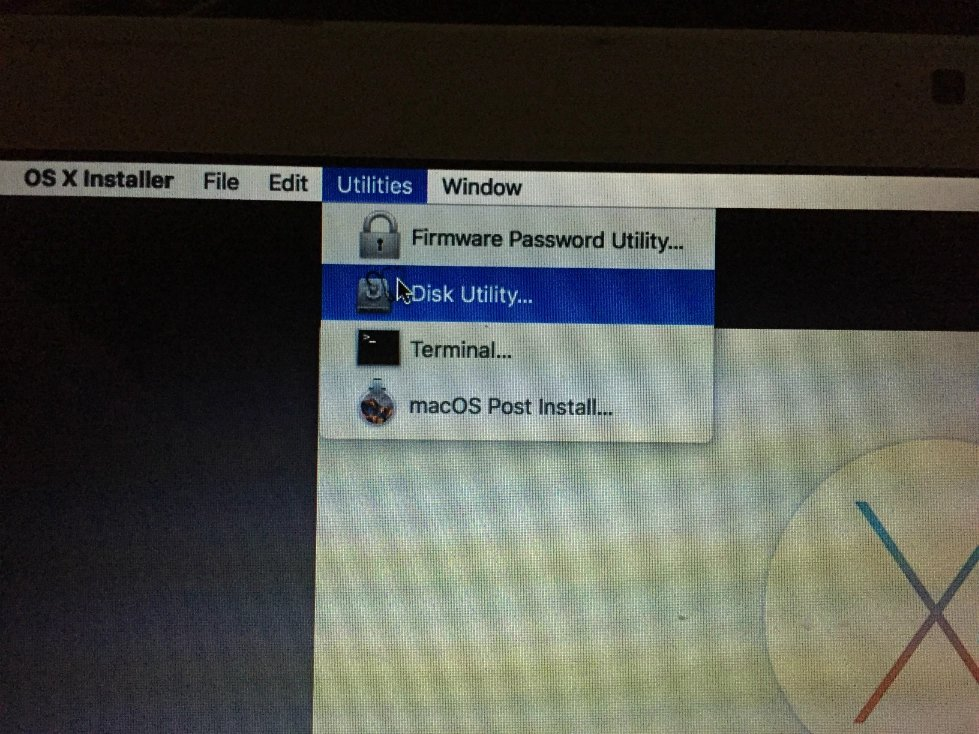 OS X Installer File Edit Utilities Window
Firmware Password Utility...
Disk Utility...
>_
Terminal...
macOS Post Install...